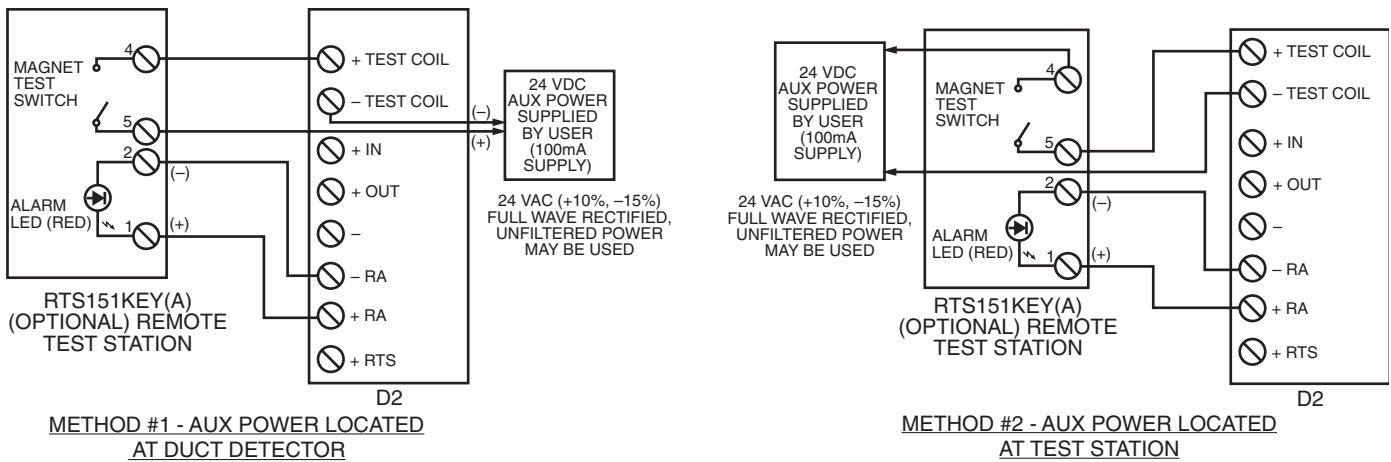 MAGNET
TEST
SWITCH
4
5
2
(–)
ALARM
LED (RED)
1
(+)
RTS151KEY(A)
(OPTIONAL) REMOTE
TEST STATION
+ TEST COIL
– TEST COIL
+ IN
+ OUT
–
– RA
+ RA
+ RTS
D2
(–)
(+)
24 VDC
AUX POWER
SUPPLIED
BY USER
(100mA
SUPPLY)
24 VAC (+10%, –15%)
FULL WAVE RECTIFIED,
UNFILTERED POWER
MAY BE USED
METHOD #1 - AUX POWER LOCATED
AT DUCT DETECTOR
24 VDC
AUX POWER
SUPPLIED
BY USER
(100mA
SUPPLY)
24 VAC (+10%, –15%)
FULL WAVE RECTIFIED,
UNFILTERED POWER
MAY BE USED
MAGNET
TEST
SWITCH
4
5
2
(–)
ALARM
LED (RED)
1
(+)
RTS151KEY(A)
(OPTIONAL) REMOTE
TEST STATION
+ TEST COIL
– TEST COIL
+ IN
+ OUT
–
– RA
+ RA
+ RTS
D2
METHOD #2 - AUX POWER LOCATED
AT TEST STATION